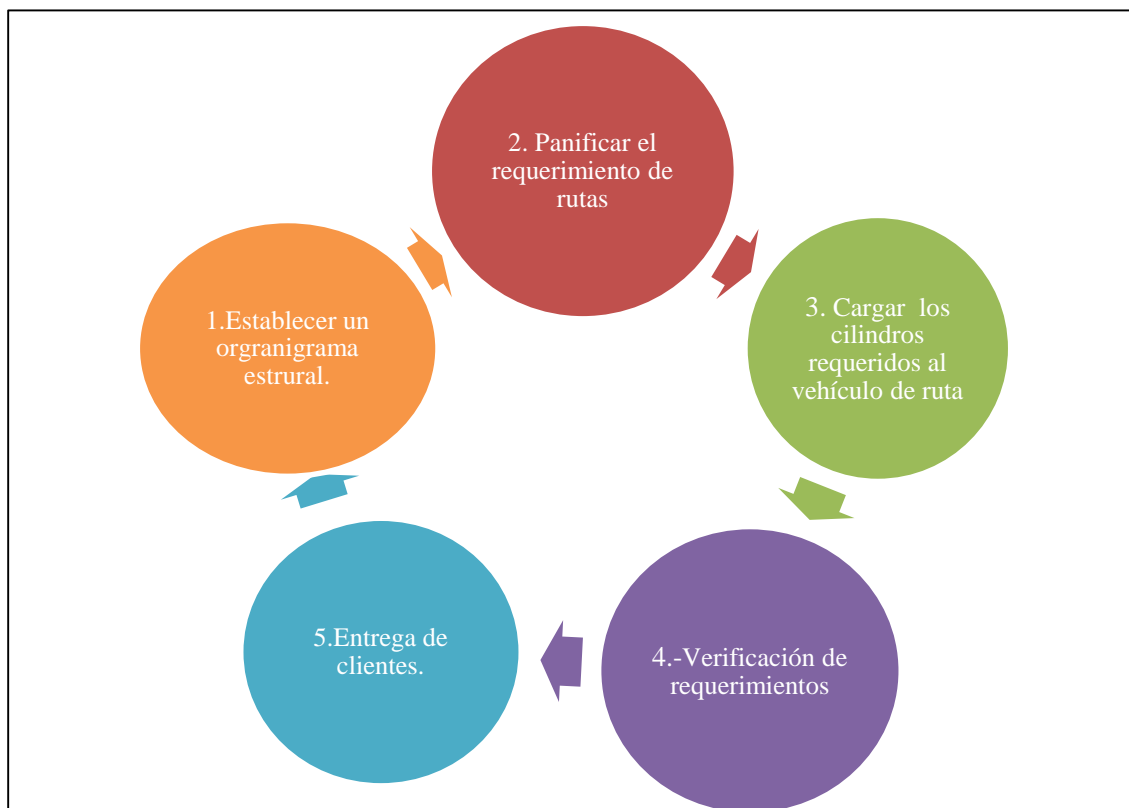 1.Establecer un
orgranigrama
estrural.
2. Panificar el
requerimiento de
rutas
3. Cargar  los
cilindros
requeridos al
vehículo de ruta
4.-Verificación de
requerimientos
5.Entrega de
clientes.